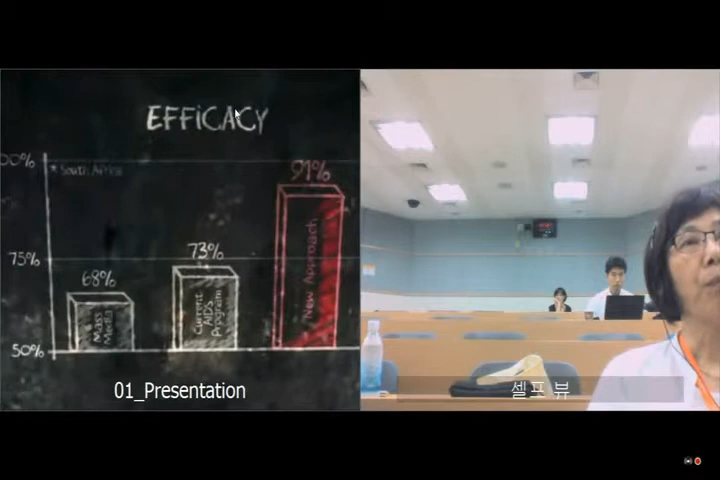 EFFiCACY
100%
* South Africa
91%
75%
73%
68%
New Approach
Current
AIDS
Program
Mass
Media
50%
01_Presentation
셀프 뷰